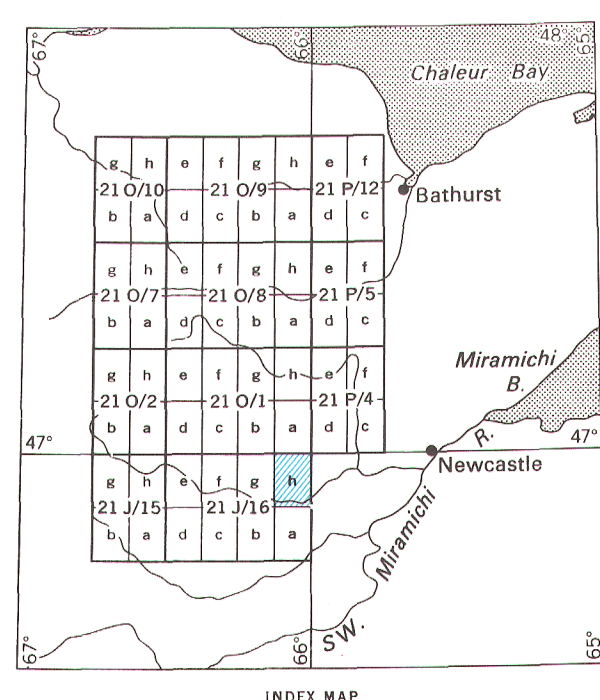 67° 66° 48° 65°
Chaleur Bay
g h e f g h e f
21 O/10 21 O/9 21 P/12
Bathurst
b a d c b a d c
g h e f g h e f
21 O/7 21 O/8 21 P/5
b a d c b a d c
Miramichi
B.
g h e f g h e f
21 O/2 21 O/1 21 P/4
b a d c b a d c
R.
47° 47°
Newcastle
g h e f g h
21 J/15 21 J/16
b a d c b a
Miramichi
SW.
67° 66° 65°
INDEX MAP